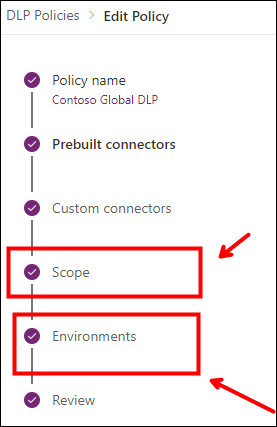 DLP Policies > Edit Policy
Policy name
Contoso Global DLP
Prebuilt connectors
Custom connectors
Scope
Environments
Review